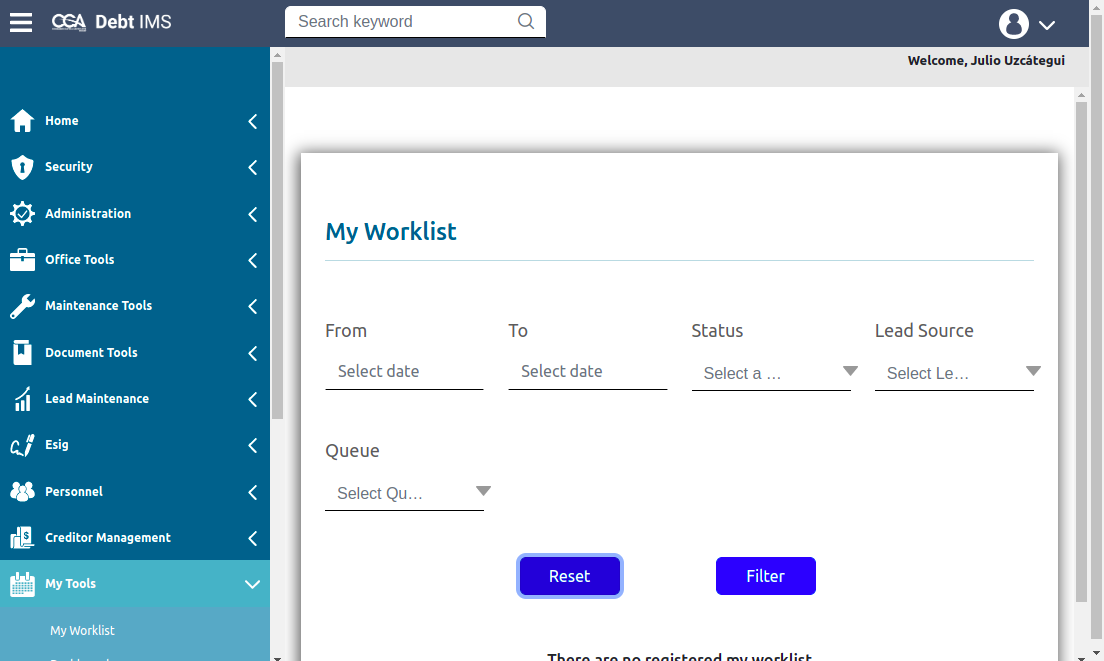 CGA Debt IMS
Search keyword
Welcome, Julio Uzcátegui
Home
Security
Administration
Office Tools
Maintenance Tools
Document Tools
Lead Maintenance
Esig
Personnel
Creditor Management
My Tools
My Worklist
My Worklist
From
To
Status
Lead Source
Select date
Select date
Select a ...
Select Le...
Queue
Select Qu...
Reset
Filter
There are no registered my worklist